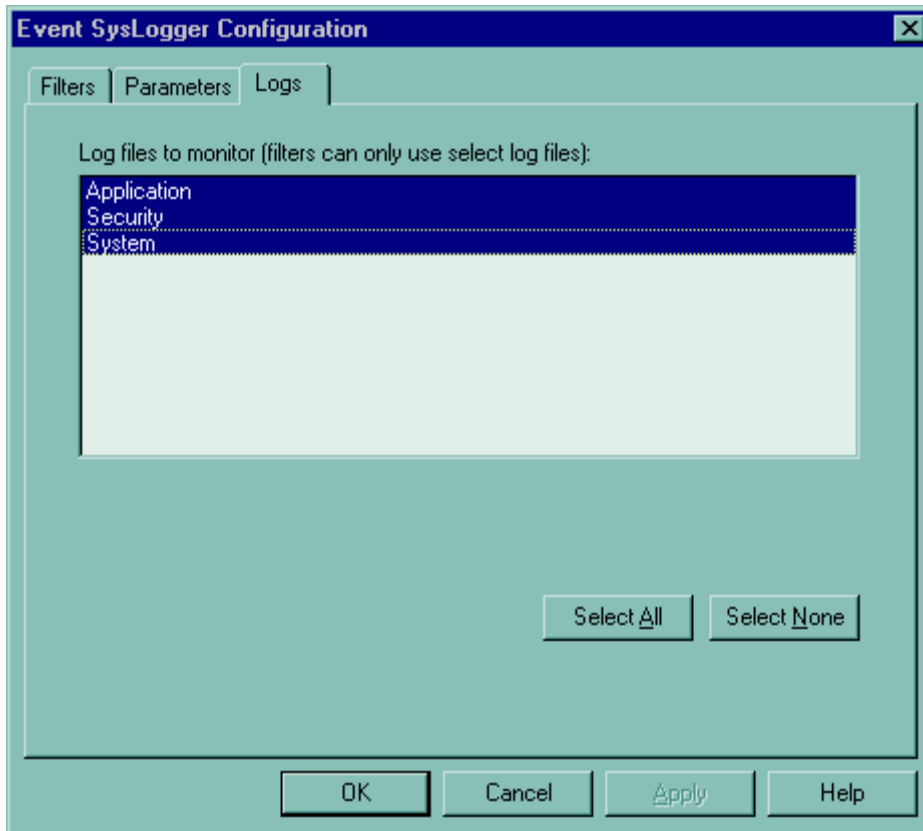 Event SysLogger Configuration
Filters Parameters Logs
Log files to monitor (filters can only use select log files):
Application
Security
System
Select All Select None
OK Cancel Apply Help